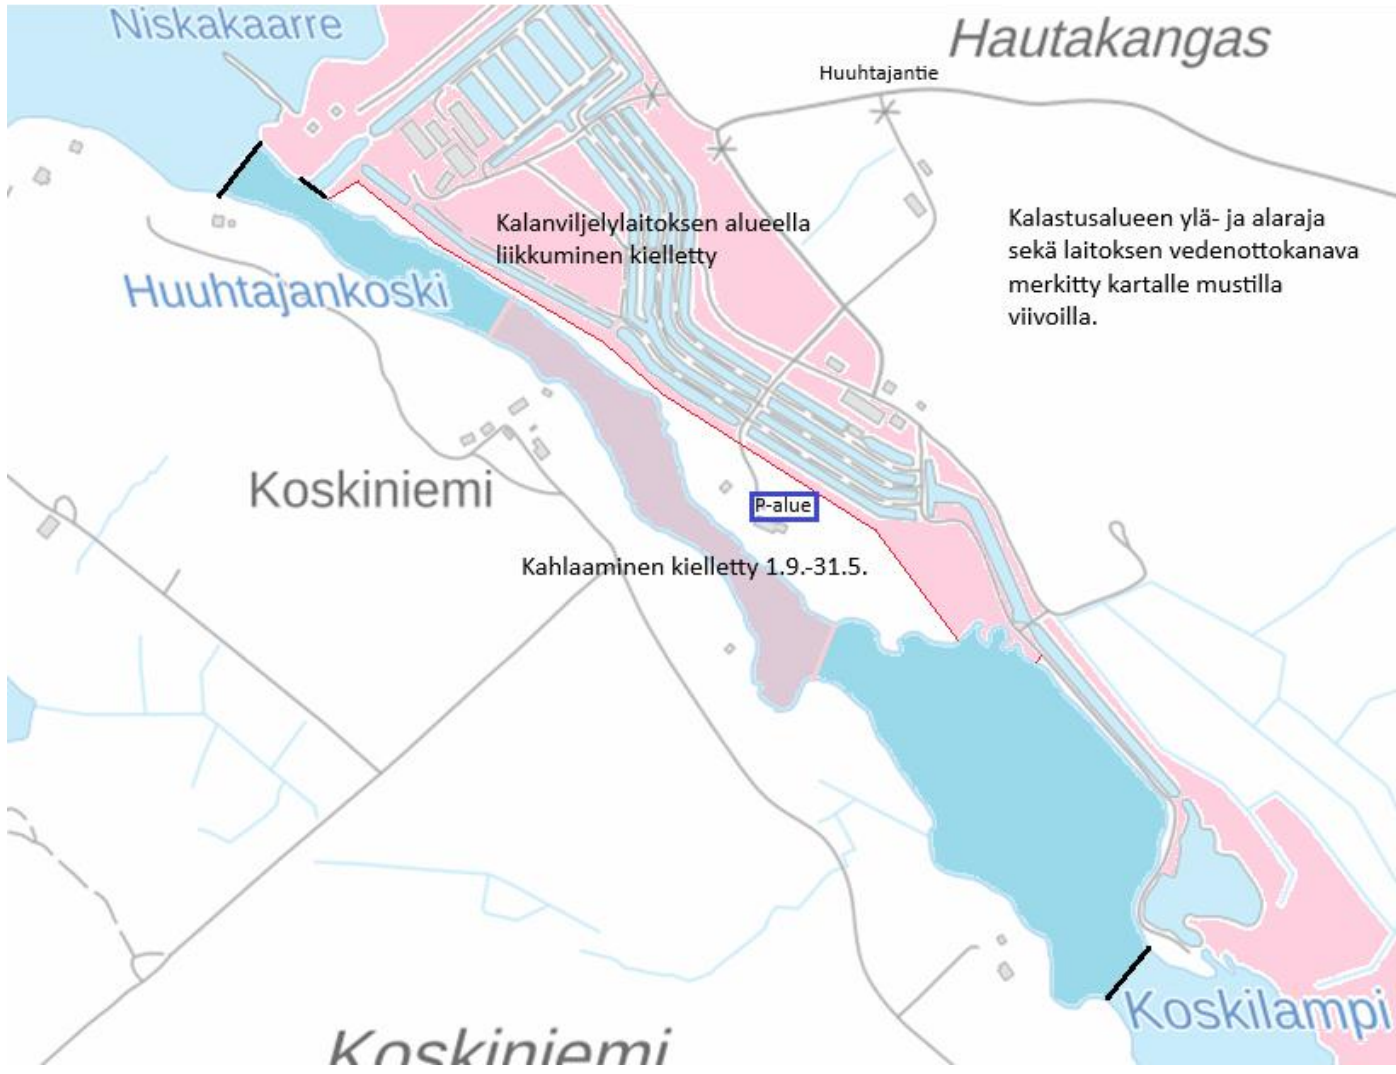 Niskakaarre
Hautakangas
Huuhtajantie
Kalanviljelylaitoksen alueella
liikkuminen kielletty
Kalastusalueen ylä- ja alaraja
sekä laitoksen vedenottokanava
merkitty kartalle mustilla
viivoilla.
Huuhtajankoski
Koskiniemi
P-alue
Kahlaaminen kielletty 1.9.-31.5.
Koskilampi
Koskiniemi